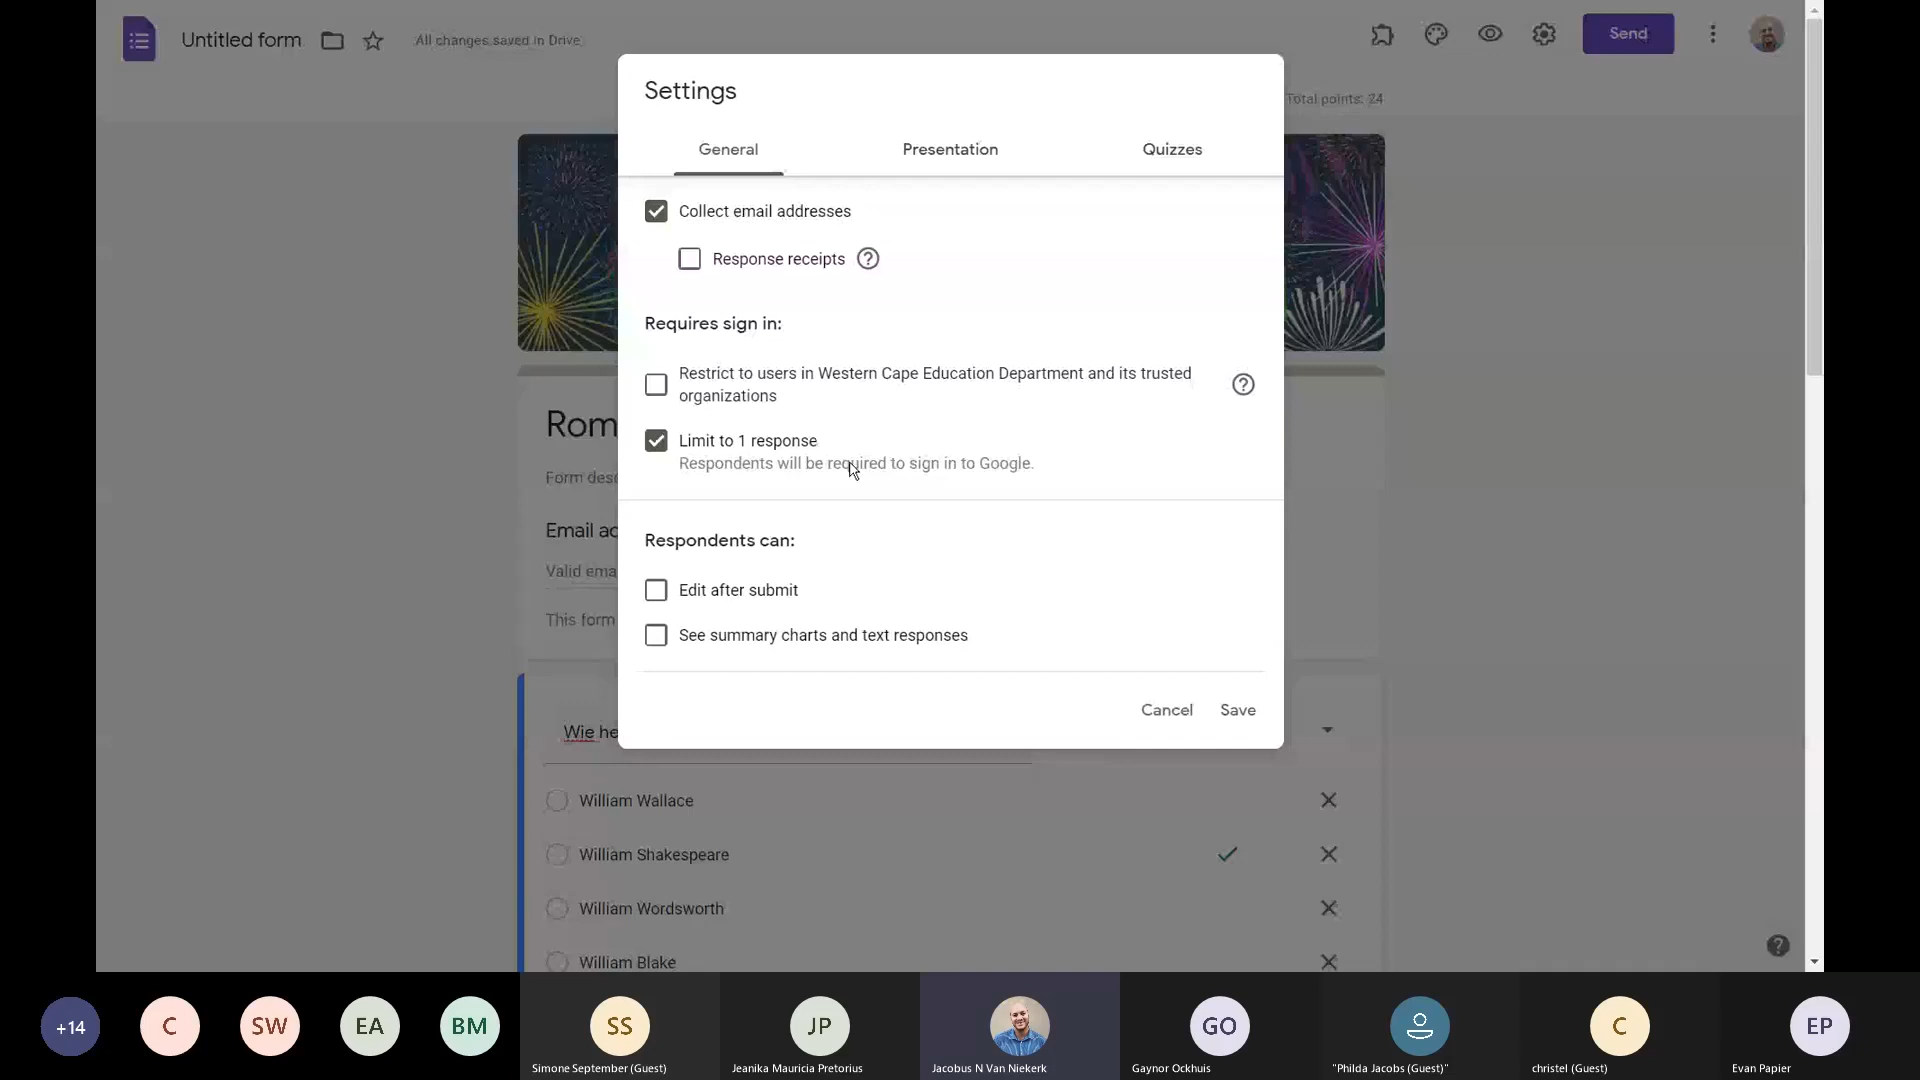 Untitled form
All changes saved in Drive
Send
Total points: 24
Settings
General
Presentation
Quizzes
Collect email addresses
Response receipts
Requires sign in:
Restrict to users in Western Cape Education Department and its trusted
organizations
Limit to 1 response
Respondents will be required to sign in to Google.
Respondents can:
Edit after submit
See summary charts and text responses
Cancel
Save
Rom
Form desc
Email ad
Valid ema
This form
Wie he
William Wallace
William Shakespeare
William Wordsworth
William Blake
+14
C
SW
EA
BM
SS
JP
GO
C
EP
Simone September (Guest)
Jeanika Mauricia Pretorius
Jacobus N Van Niekerk
Gaynor Ockhuis
"Philda Jacobs (Guest)"
christel (Guest)
Evan Papier